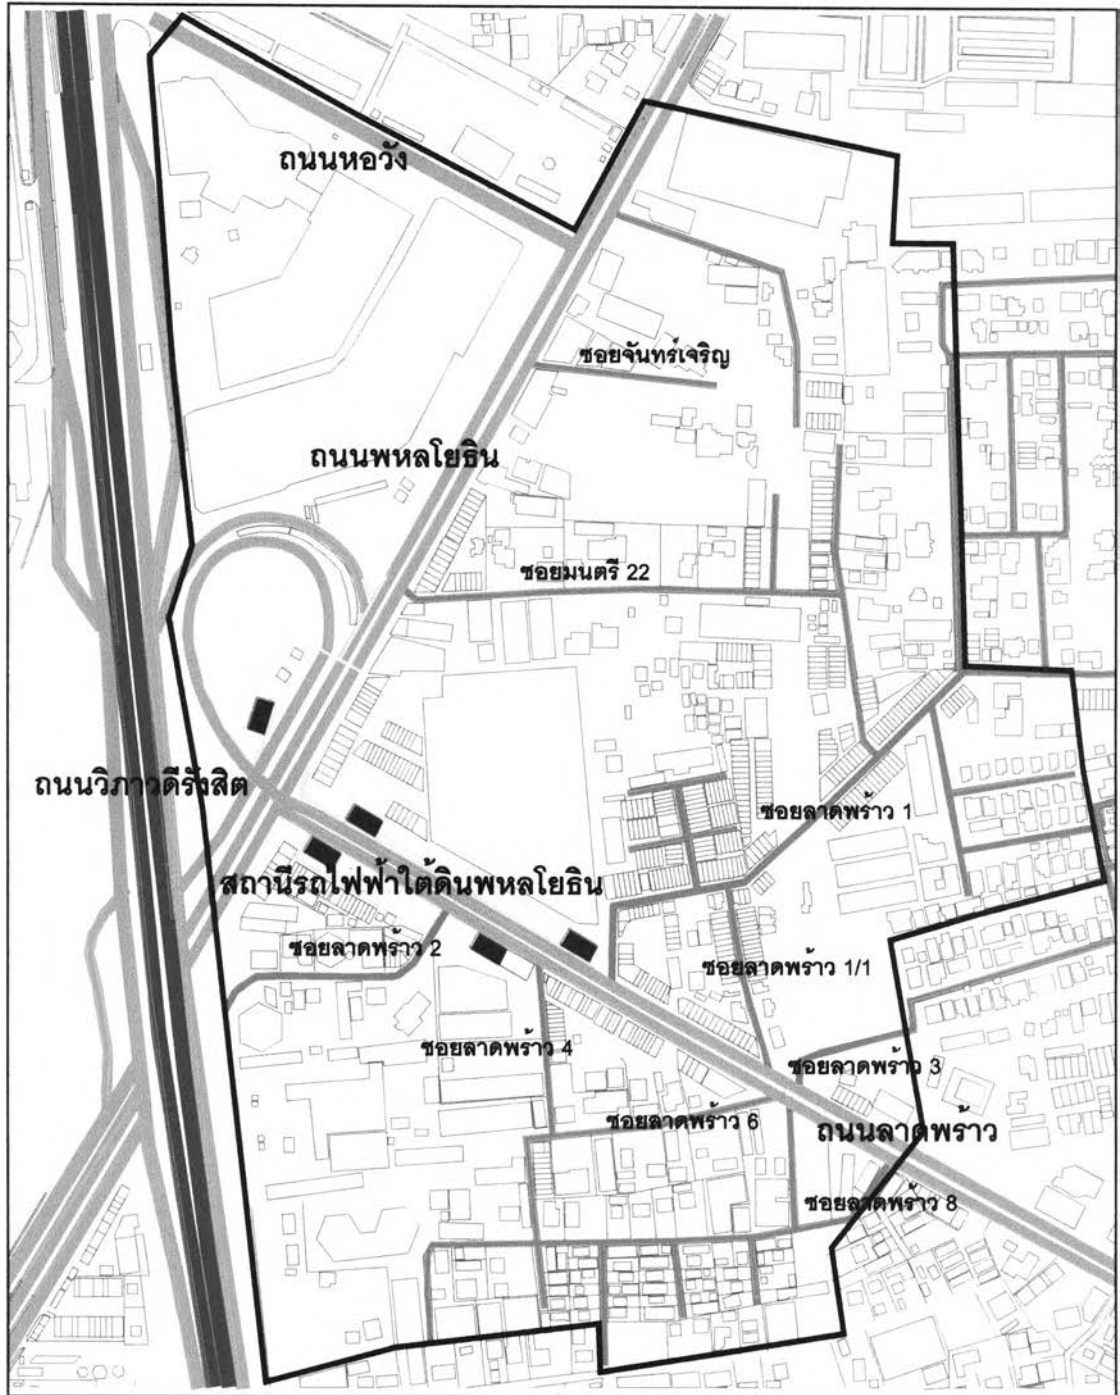 ถนนหอวัง
ซอยจันทร์เจริญ
ถนนพหลโยธิน
ซอยมนตรี 22
ถนนวิภาวดีรังสิต
ซอยลาดพร้าว 1
สถานีรถไฟฟ้าใต้ดินพหลโยธิน
ซอยลาดพร้าว 2
ซอยลาดพร้าว 1/1
ซอยลาดพร้าว 4
ซอยลาดพร้าว 3
ซอยลาดพร้าว 6
ถนนลาดพร้าว
ซอยลาดพร้าว 8